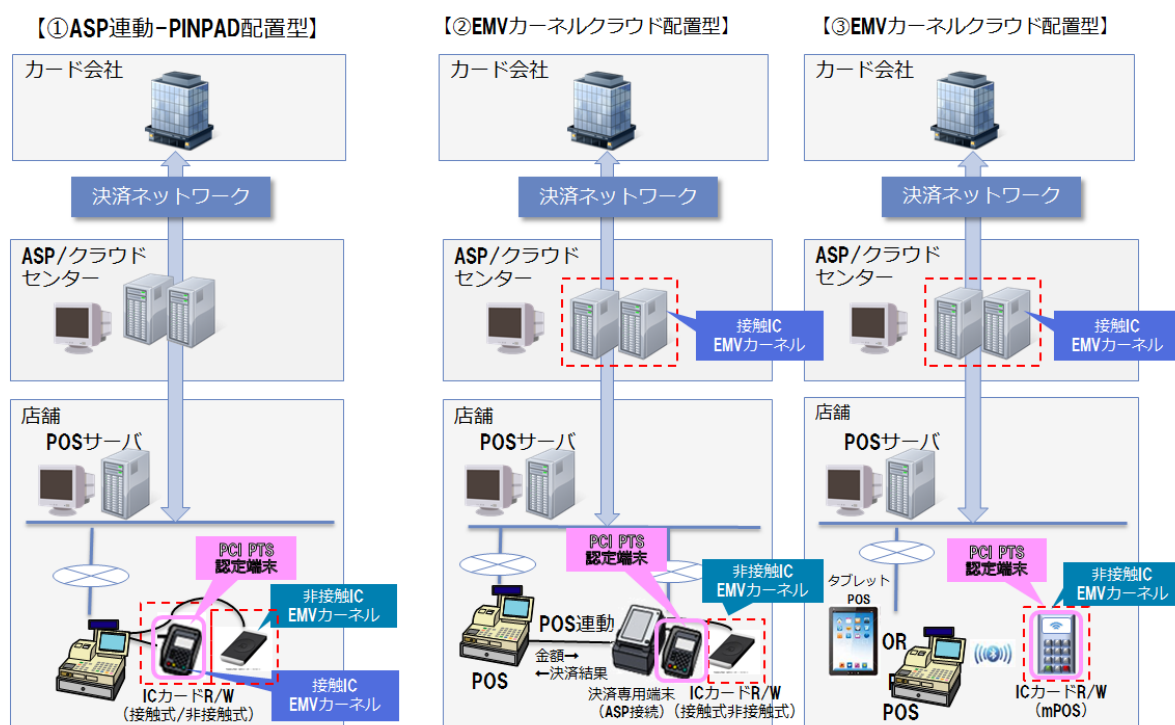 【①ASP連動-PINPAD配置型】
カード会社
決済ネットワーク
ASP/クラウド
センター
店舗
POSサーバ
PCI PTS
認定端末
非接触IC
EMVカーネル
接触IC
EMVカーネル
ICカードR/W
(接触式/非接触式)
【②EMVカーネルクラウド配置型】
カード会社
決済ネットワーク
ASP/クラウド
センター
接触IC
EMVカーネル
店舗
POSサーバ
PCI PTS
認定端末
非接触IC
EMVカーネル
POS連動
金額→
←決済結果
POS
決済専用端末
(ASP接続)
ICカードR/W
(接触式非接触式)
【③EMVカーネルクラウド配置型】
カード会社
決済ネットワーク
ASP/クラウド
センター
接触IC
EMVカーネル
店舗
POSサーバ
PCI PTS
認定端末
非接触IC
EMVカーネル
タブレット
POS
OR
POS
ICカードR/W
(mPOS)